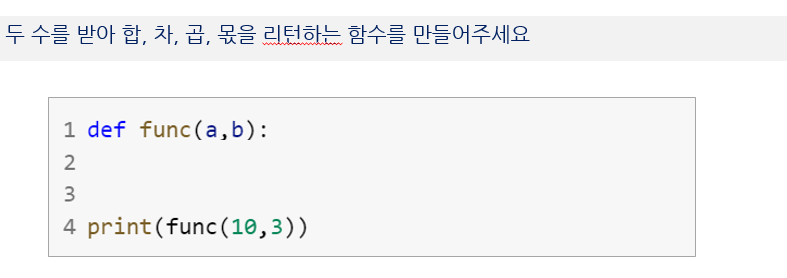 두 수를 받아 합, 차, 곱, 몫을 리턴하는 함수를 만들어주세요
1 def func(a,b):
2
3
4 print(func(10,3))